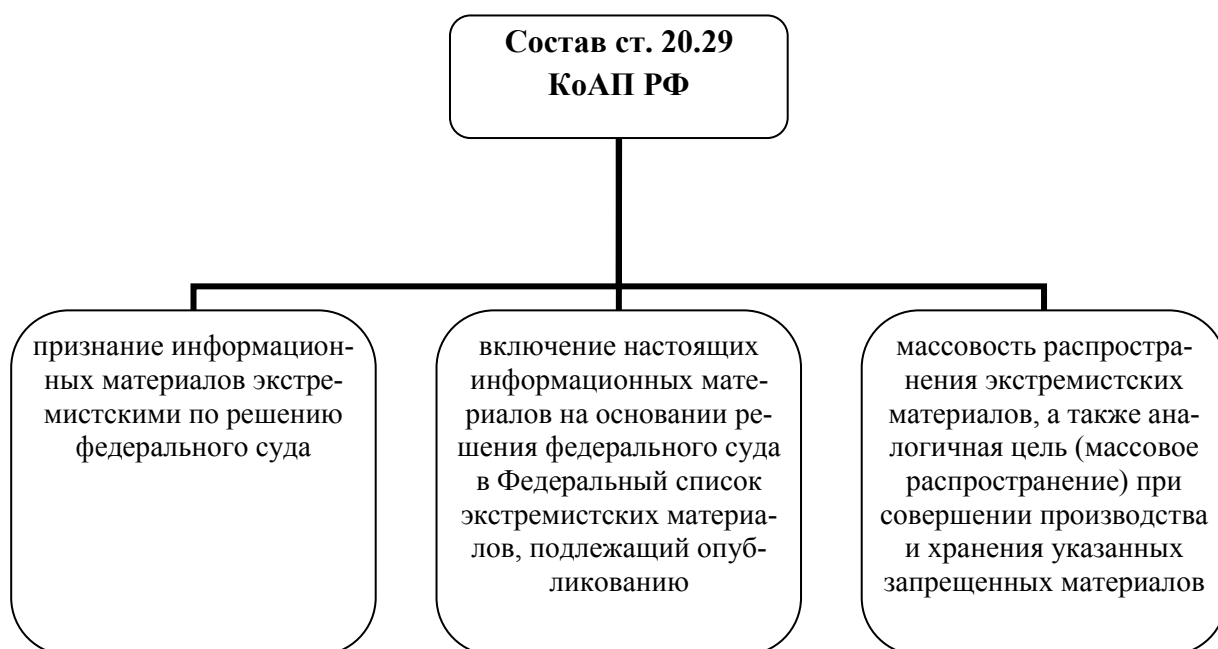 Состав ст. 20.29
КоАП РФ
признание информацион-
ных материалов экстре-
мистскими по решению
федерального суда
включение настоящих
информационных мате-
риалов на основании ре-
шения федерального суда
в Федеральный список
экстремистских материа-
лов, подлежащий опуб-
ликованию
массовость распростра-
нения экстремистских
материалов, а также ана-
логичная цель (массовое
распространение) при
совершении производства
и хранения указанных
запрещенных материалов